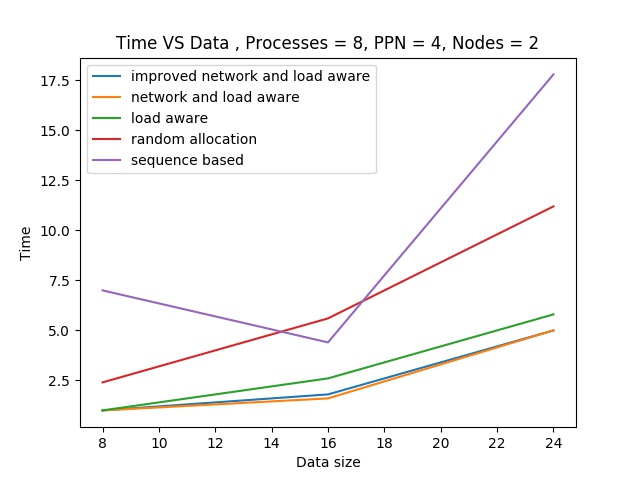 Time VS Data , Processes = 8, PPN = 4, Nodes = 2
improved network and load aware
network and load aware
load aware
random allocation
sequence based
17.5
15.0
12.5
10.0
7.5
5.0
2.5
Time
8 10 12 14 16 18 20 22 24
Data size